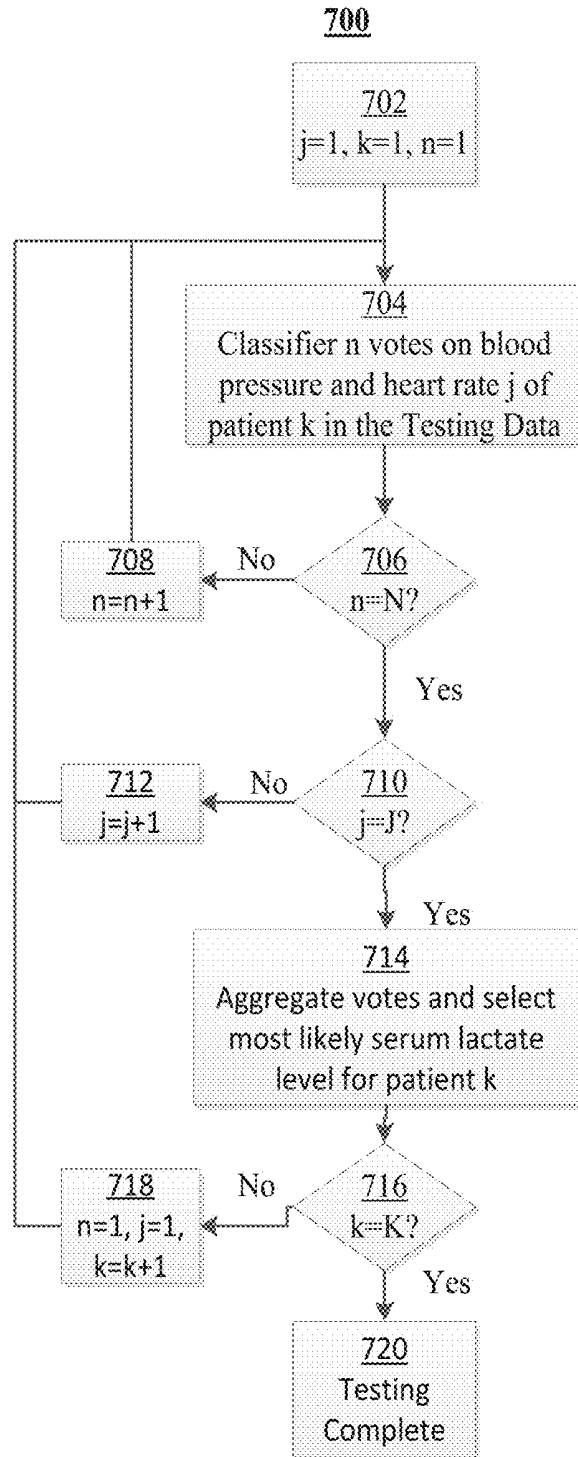 700
702
j=1, k=1, n=1
704
Classifier n votes on blood
pressure and heart rate j of
patient k in the Testing Data
708
n=n+1
No
706
n=N?
Yes
712
j=j+1
No
710
j=J?
Yes
714
Aggregate votes and select
most likely serum lactate
level for patient k
718
n=1, j=1,
k=k+1
No
716
k=K?
Yes
720
Testing
Complete